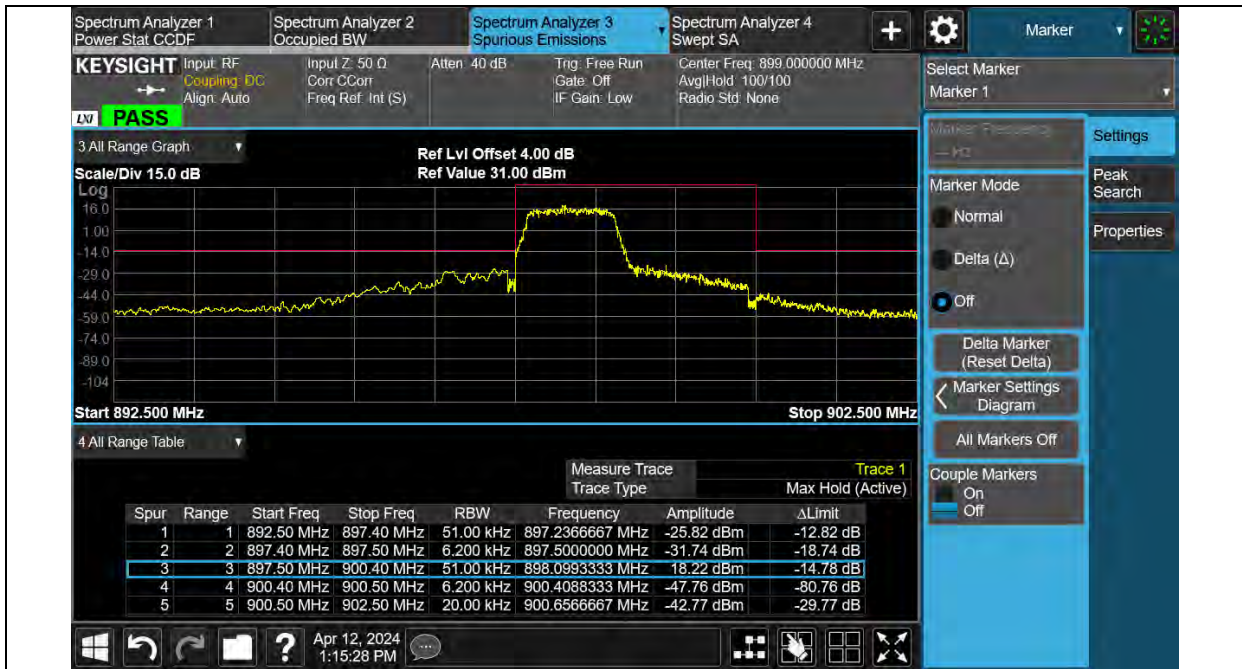 Spectrum Analyzer 1
Power Stat CCDF
Spectrum Analyzer 2
Occupied BW
Spectrum Analyzer 3
Spurious Emissions
Spectrum Analyzer 4
Swept SA
Marker
KEYSIGHT
Input: RF
Coupling: DC
Align: Auto
Input Z: 50 Ω
Corr CCorr
Freq Ref: Int (S)
Atten: 40 dB
Trig: Free Run
Gate: Off
IF Gain: Low
Center Freq: 899.000000 MHz
Avg|Hold: 100/100
Radio Std: None
LXI PASS
Select Marker
Marker 1
3 All Range Graph
Ref Lvl Offset 4.00 dB
Scale/Div 15.0 dB Ref Value 31.00 dBm
Log
16.0
1.00
-14.0
-29.0
-44.0
-59.0
-74.0
-89.0
-104
Start 892.500 MHz Stop 902.500 MHz
Marker Frequency
--- Hz
Settings
Marker Mode
Peak
Search
Normal
Properties
Delta (Δ)
Off
Delta Marker
(Reset Delta)
Marker Settings
Diagram
All Markers Off
Couple Markers
On
Off
4 All Range Table
Measure Trace Trace 1
Trace Type Max Hold (Active)
Spur Range Start Freq Stop Freq RBW Frequency Amplitude ΔLimit
1 1 892.50 MHz 897.40 MHz 51.00 kHz 897.2366667 MHz -25.82 dBm -12.82 dB
2 2 897.40 MHz 897.50 MHz 6.200 kHz 897.5000000 MHz -31.74 dBm -18.74 dB
3 3 897.50 MHz 900.40 MHz 51.00 kHz 898.0993333 MHz 18.22 dBm -14.78 dB
4 4 900.40 MHz 900.50 MHz 6.200 kHz 900.4088333 MHz -47.76 dBm -80.76 dB
5 5 900.50 MHz 902.50 MHz 20.00 kHz 900.6566667 MHz -42.77 dBm -29.77 dB
Apr 12, 2024
1:15:28 PM